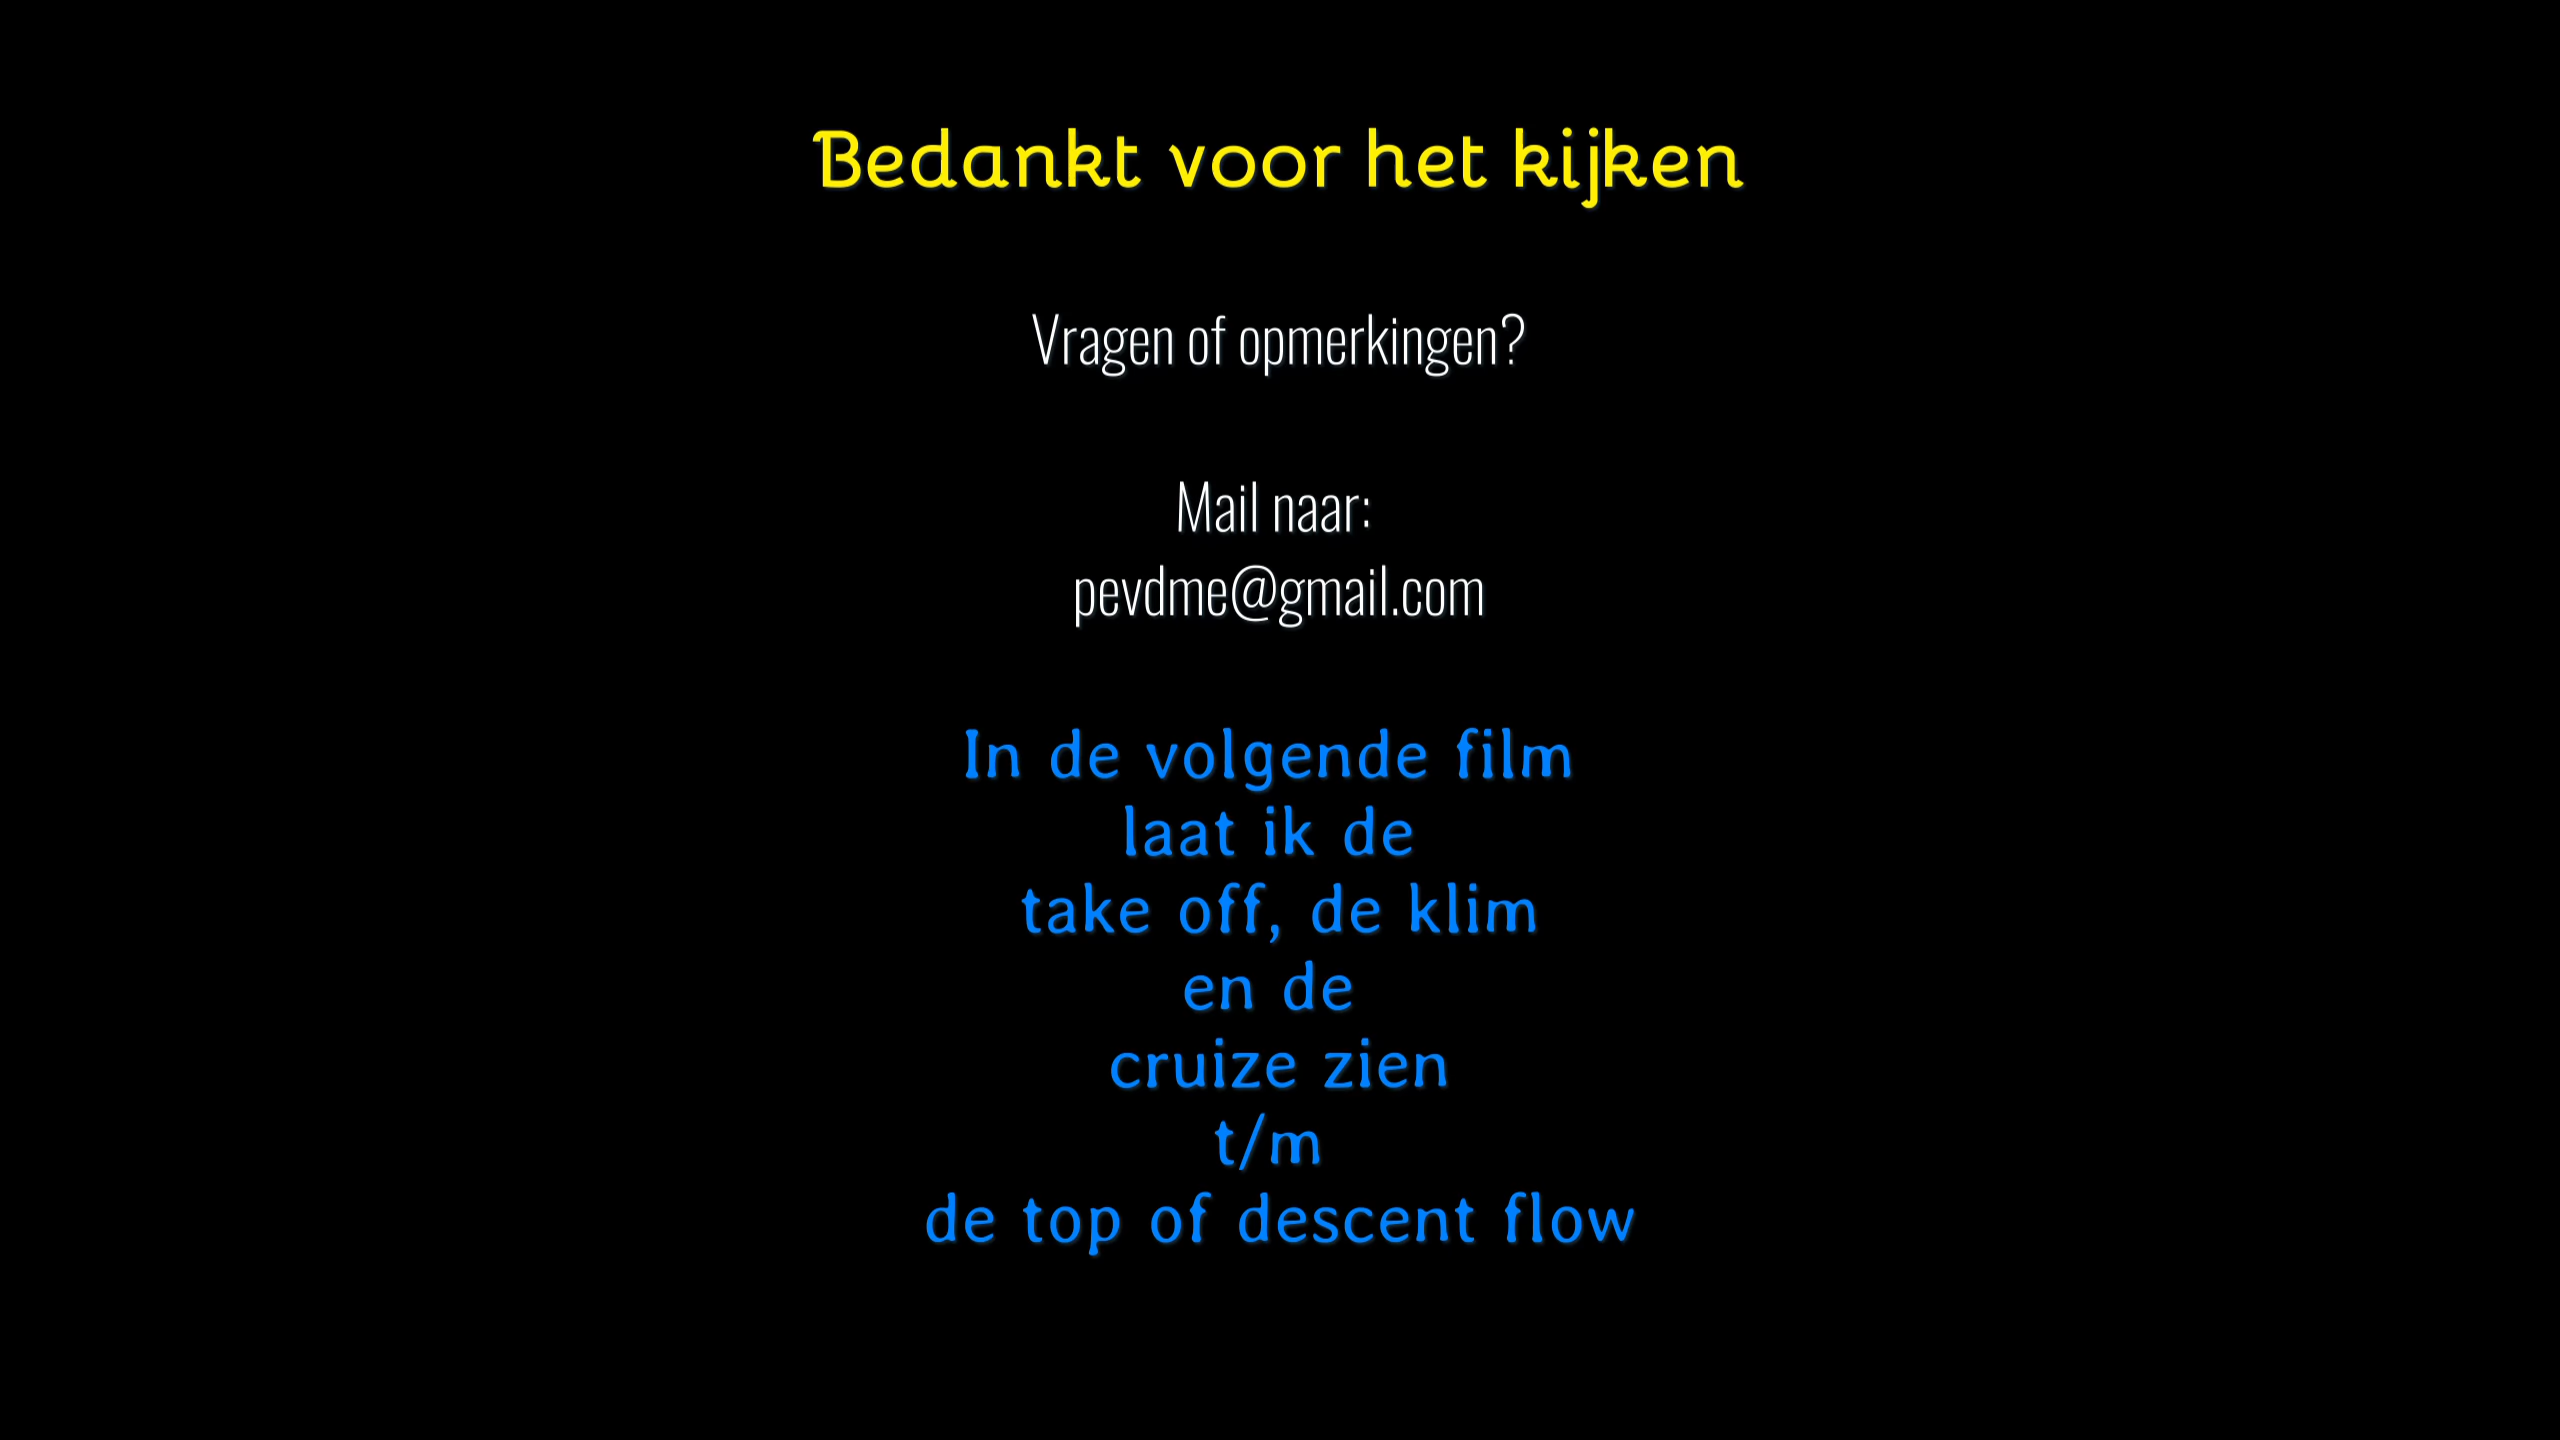 Bedankt voor het kijken
Vragen of opmerkingen?
Mail naar:
pevdme@gmail.com
In de volgende film
laat ik de
take off, de klim
en de
cruize zien
t/m
de top of descent flow